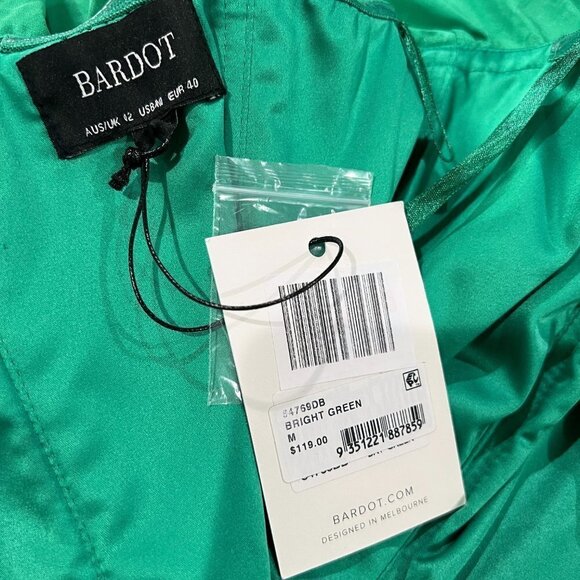 BARDOT
AUS/UK 12 US8/M EUR 40
54769DB
BRIGHT GREEN
M
$119.00
9 351221 887859
BARDOT.COM
DESIGNED IN MELBOURNE